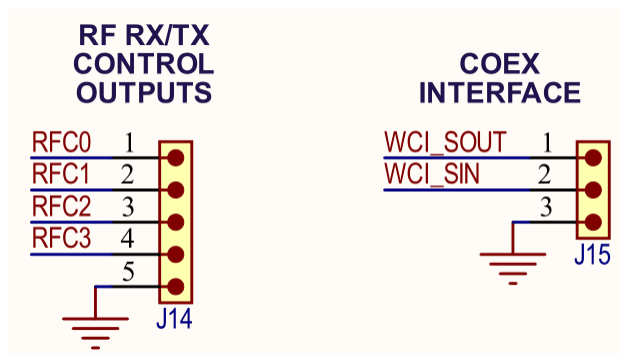 RF RX/TX
CONTROL
OUTPUTS
RFC0 1
RFC1 2
RFC2 3
RFC3 4
5
J14
COEX
INTERFACE
WCI_SOUT 1
WCI_SIN 2
3
J15